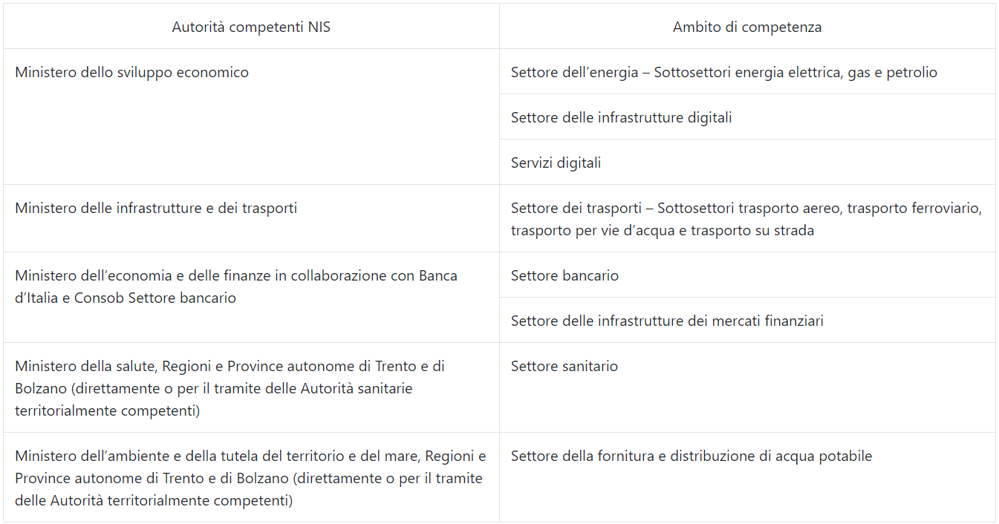 Autorità competenti NIS
Ambito di competenza
Ministero dello sviluppo economico
Settore dell’energia – Sottosettori energia elettrica, gas e petrolio
Settore delle infrastrutture digitali
Servizi digitali
Ministero delle infrastrutture e dei trasporti
Settore dei trasporti – Sottosettori trasporto aereo, trasporto ferroviario,
trasporto per vie d’acqua e trasporto su strada
Ministero dell’economia e delle finanze in collaborazione con Banca
d’Italia e Consob Settore bancario
Settore bancario
Settore delle infrastrutture dei mercati finanziari
Ministero della salute, Regioni e Province autonome di Trento e di
Bolzano (direttamente o per il tramite delle Autorità sanitarie
territorialmente competenti)
Settore sanitario
Ministero dell’ambiente e della tutela del territorio e del mare, Regioni e
Province autonome di Trento e di Bolzano (direttamente o per il tramite
delle Autorità territorialmente competenti)
Settore della fornitura e distribuzione di acqua potabile